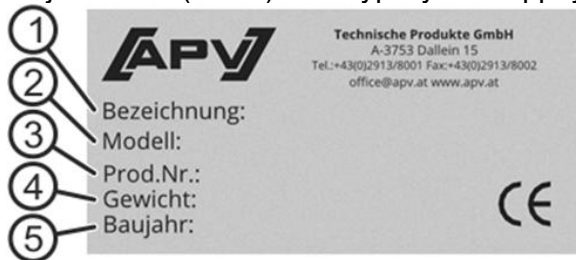 1
2
3
4
5
APV
Technische Produkte GmbH
A-3753 Dallein 15
Tel.:+43(0)2913/8001 Fax:+43(0)2913/8002
office@apv.at www.apv.at
Bezeichnung:
Modell:
Prod.Nr.:
Gewicht:
Baujahr:
CE